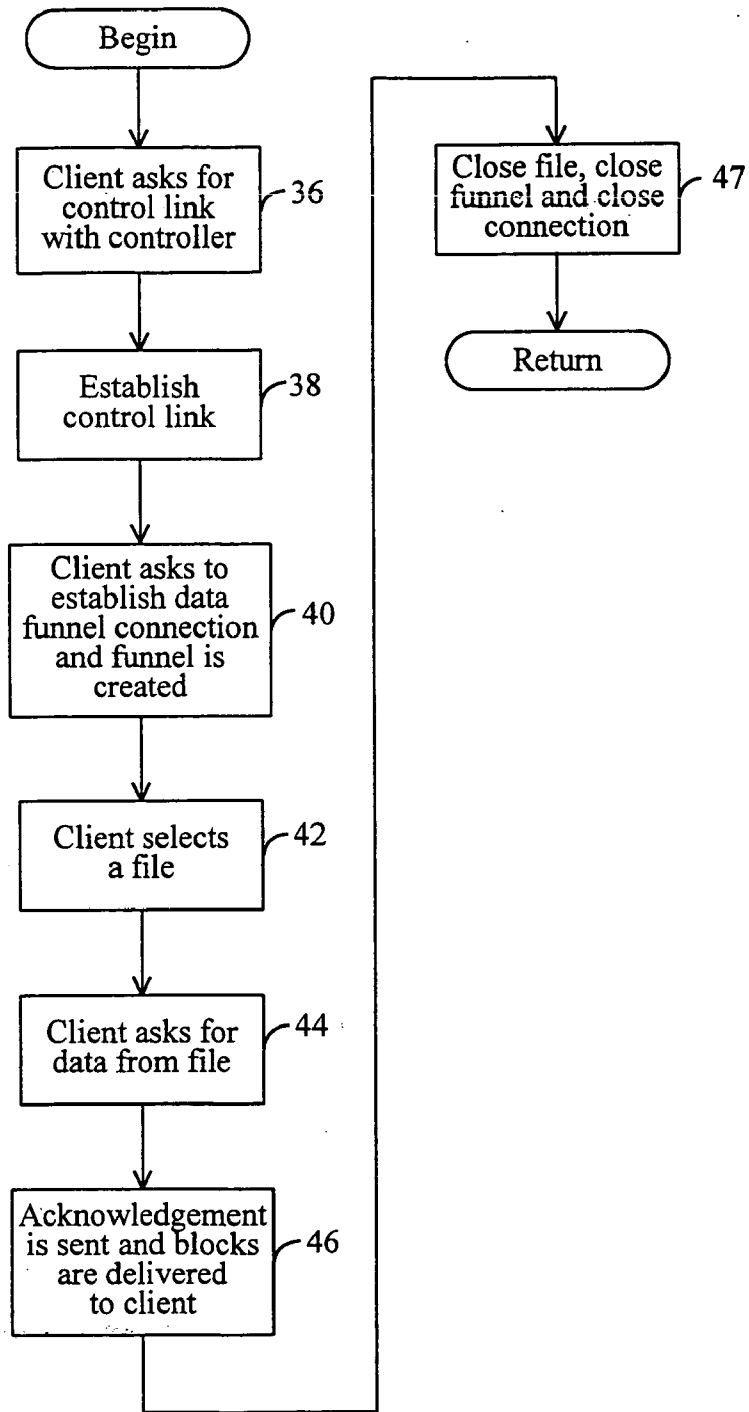 Begin
Client asks for
control link
with controller
36
Establish
control link
38
Client asks to
establish data
funnel connection
and funnel is
created
40
Client selects
a file
42
Client asks for
data from file
44
Acknowledgement
is sent and blocks
are delivered
to client
46
Close file, close
funnel and close
connection
47
Return